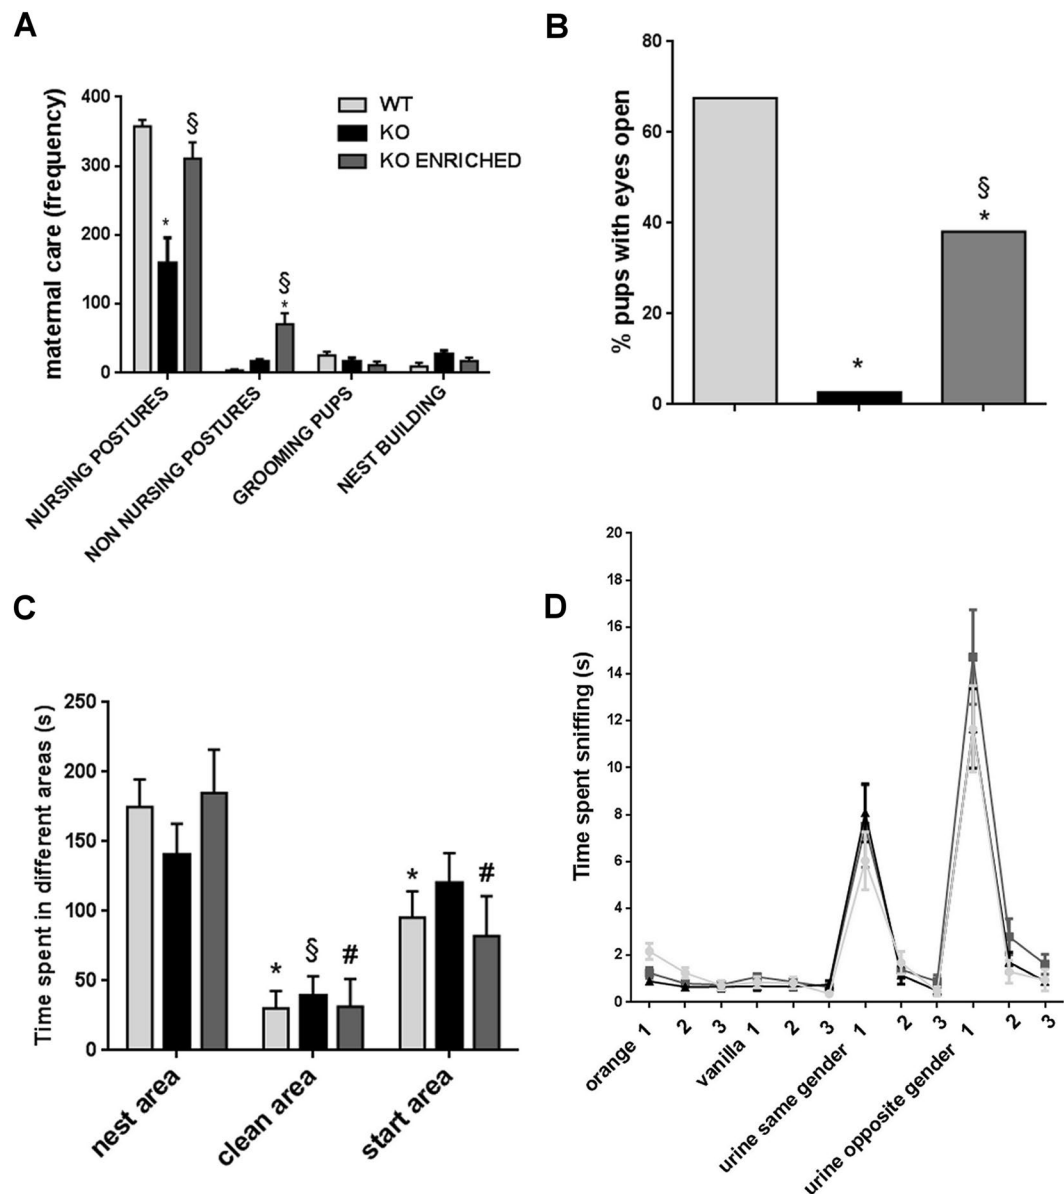 A
maternal care (frequency)
400
300
200
100
0
WT
KO
KO ENRICHED
*
§
§
*
NURSING POSTURES
NON NURSING POSTURES
GROOMING PUPS
NEST BUILDING
B
% pups with eyes open
80
60
40
20
0
*
§
*
C
Time spent in different areas (s)
250
200
150
100
50
0
*
§
#
*
#
nest area
clean area
start area
D
Time spent sniffing (s)
20
18
16
14
12
10
8
6
4
2
0
orange 1
2
3
vanilla 1
2
3
urine same gender 1
2
3
urine opposite gender 1
2
3